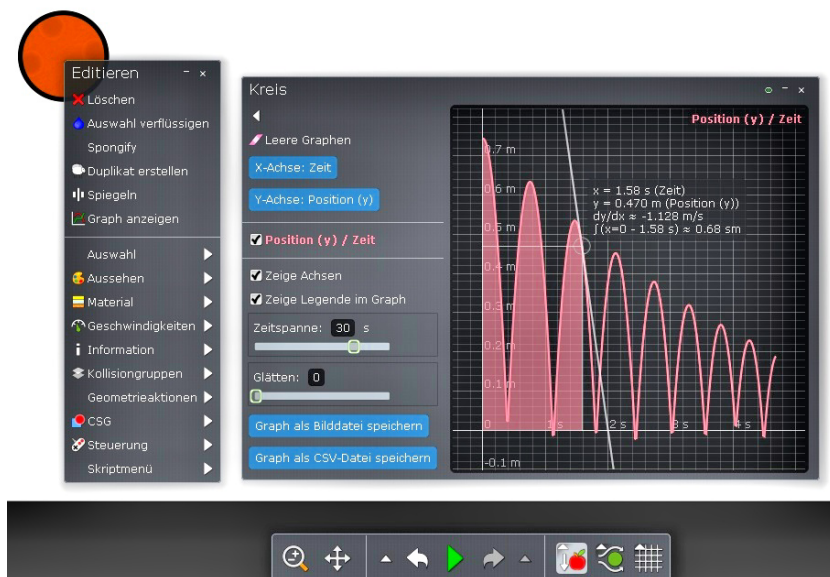 Editieren
Löschen
Auswahl verflüssigen
Spongify
Duplikat erstellen
Spiegeln
Graph anzeigen
Auswahl
Aussehen
Material
Geschwindigkeiten
Information
Kollisiongruppen
Geometrieaktionen
CSG
Steuerung
Skriptmenü
Kreis
Leere Graphen
X-Achse: Zeit
Y-Achse: Position (y)
Position (y) / Zeit
Zeige Achsen
Zeige Legende im Graph
Zeitspanne: 30 s
Glätten: 0
Graph als Bilddatei speichern
Graph als CSV-Datei speichern
Position (y) / Zeit
0.7 m
0.6 m
x = 1.58 s (Zeit)
y = 0.470 m (Position (y))
dy/dx ≈ -1.128 m/s
∫(x=0 - 1.58 s) ≈ 0.68 sm
0.5 m
0.4 m
0.3 m
0.2 m
0.1 m
0 1 s 2 s 3 s 4 s
-0.1 m